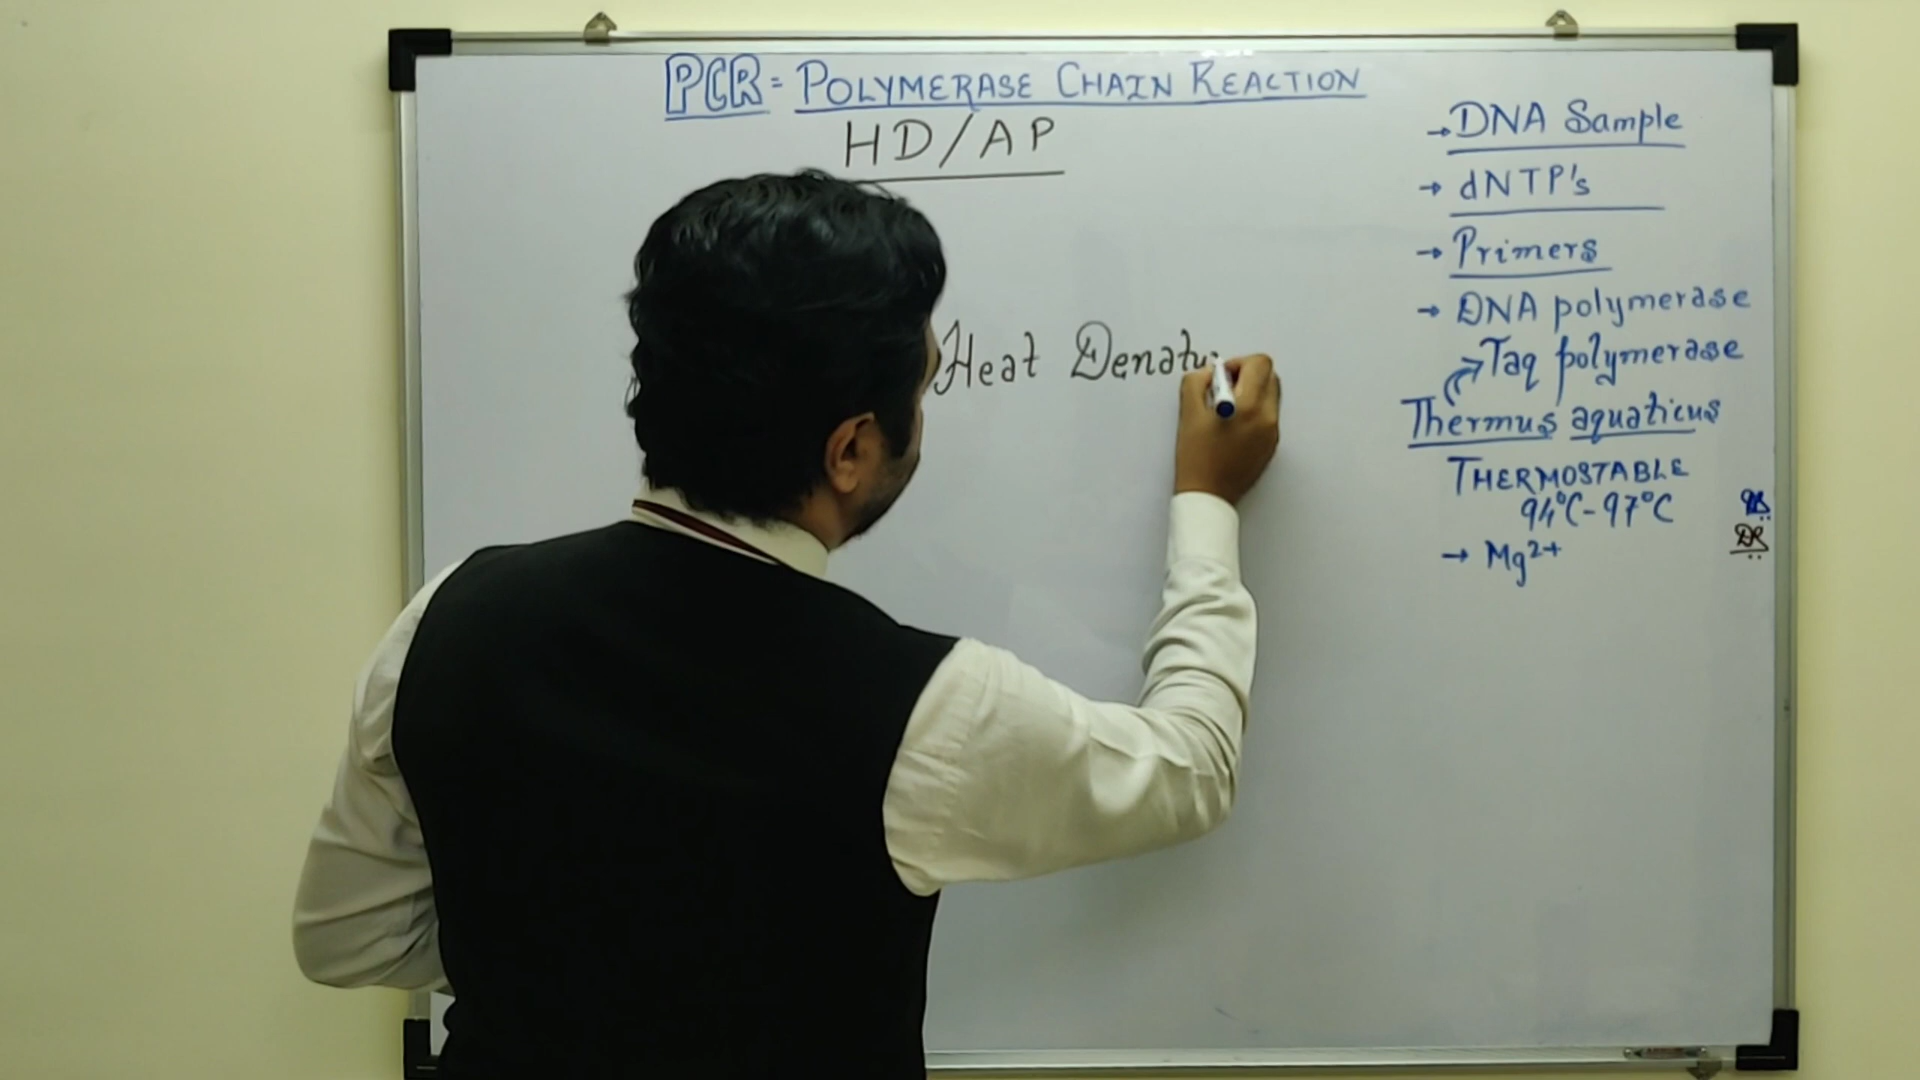 PCR = POLYMERASE CHAIN REACTION
HD/AP
Heat Denatu
→ DNA Sample
→ dNTP's
→ Primers
→ DNA polymerase
Taq polymerase
Thermus aquaticus
THERMOSTABLE
94°C-97°C
→ Mg2+